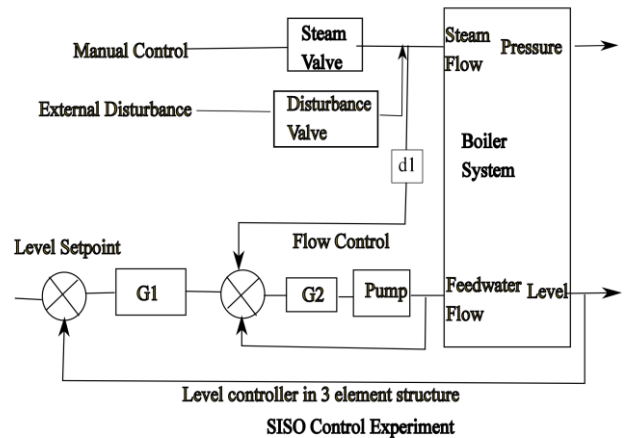 Manual Control
Steam
Valve
Steam
Flow
Pressure
External Disturbance
Disturbance
Valve
Boiler
System
d1
Level Setpoint
Flow Control
G1
G2
Pump
Feedwater
Flow
Level
Level controller in 3 element structure
SISO Control Experiment